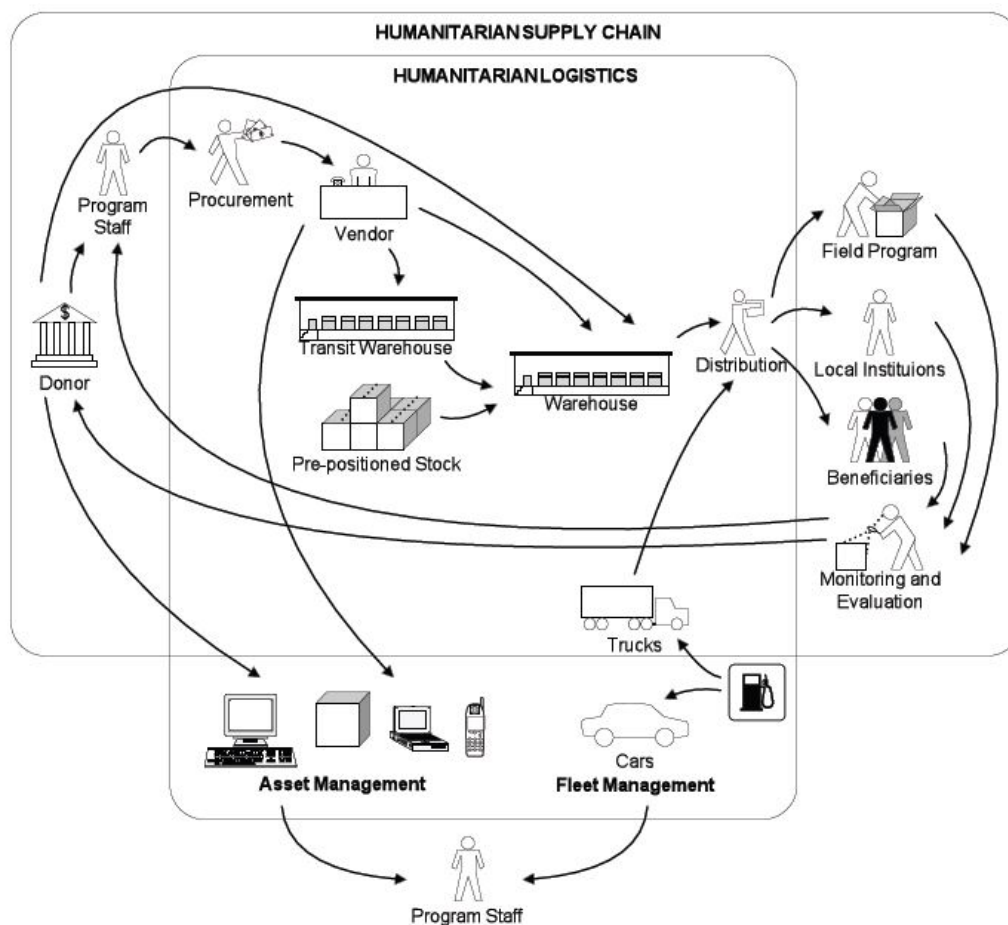 HUMANITARIAN SUPPLY CHAIN
HUMANITARIAN LOGISTICS
Program
Staff
Procurement
Vendor
Field Program
$
Donor
Transit Warehouse
Warehouse
Distribution
Local Instituions
Pre-positioned Stock
Beneficiaries
Monitoring and
Evaluation
Trucks
Cars
Asset Management
Fleet Management
Program Staff